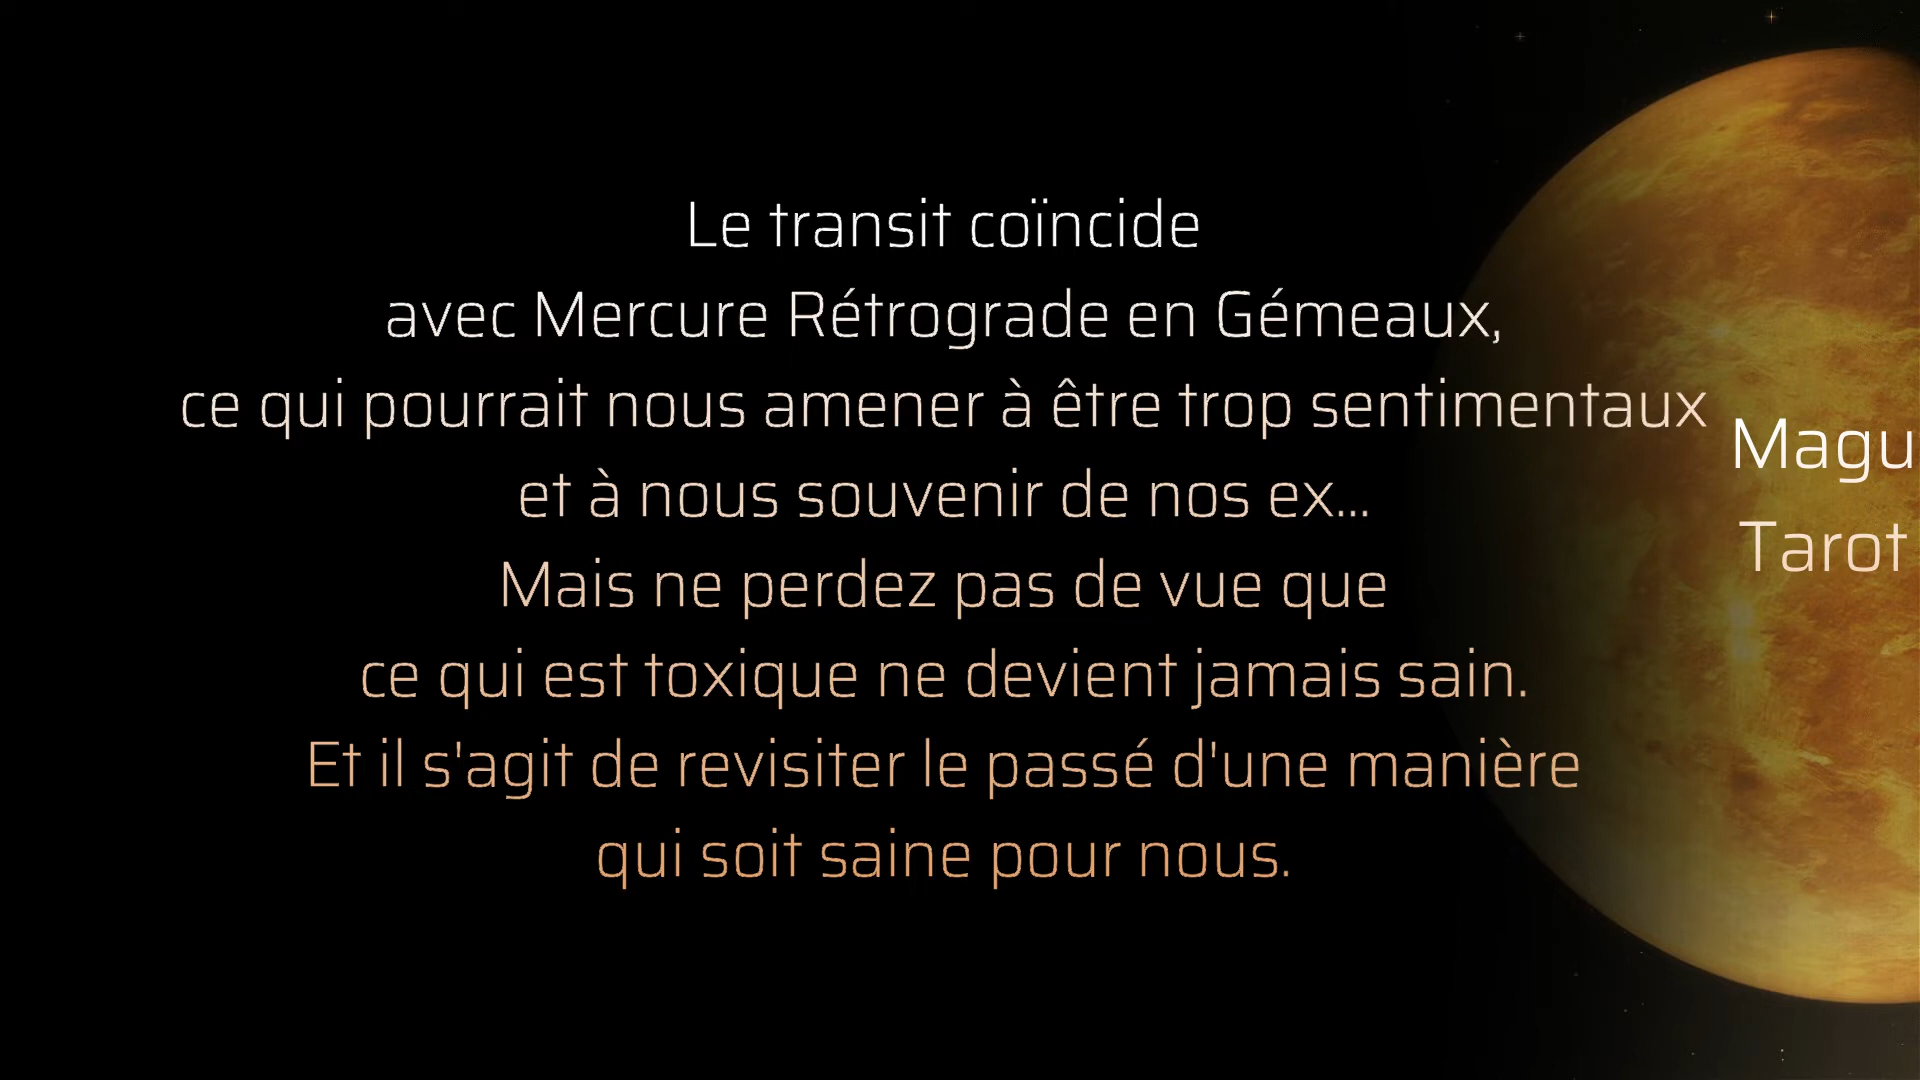 Le transit coïncide
avec Mercure Rétrograde en Gémeaux,
ce qui pourrait nous amener à être trop sentimentaux
et à nous souvenir de nos ex...
Mais ne perdez pas de vue que
ce qui est toxique ne devient jamais sain.
Et il s'agit de revisiter le passé d'une manière
qui soit saine pour nous.
Magu
Tarot